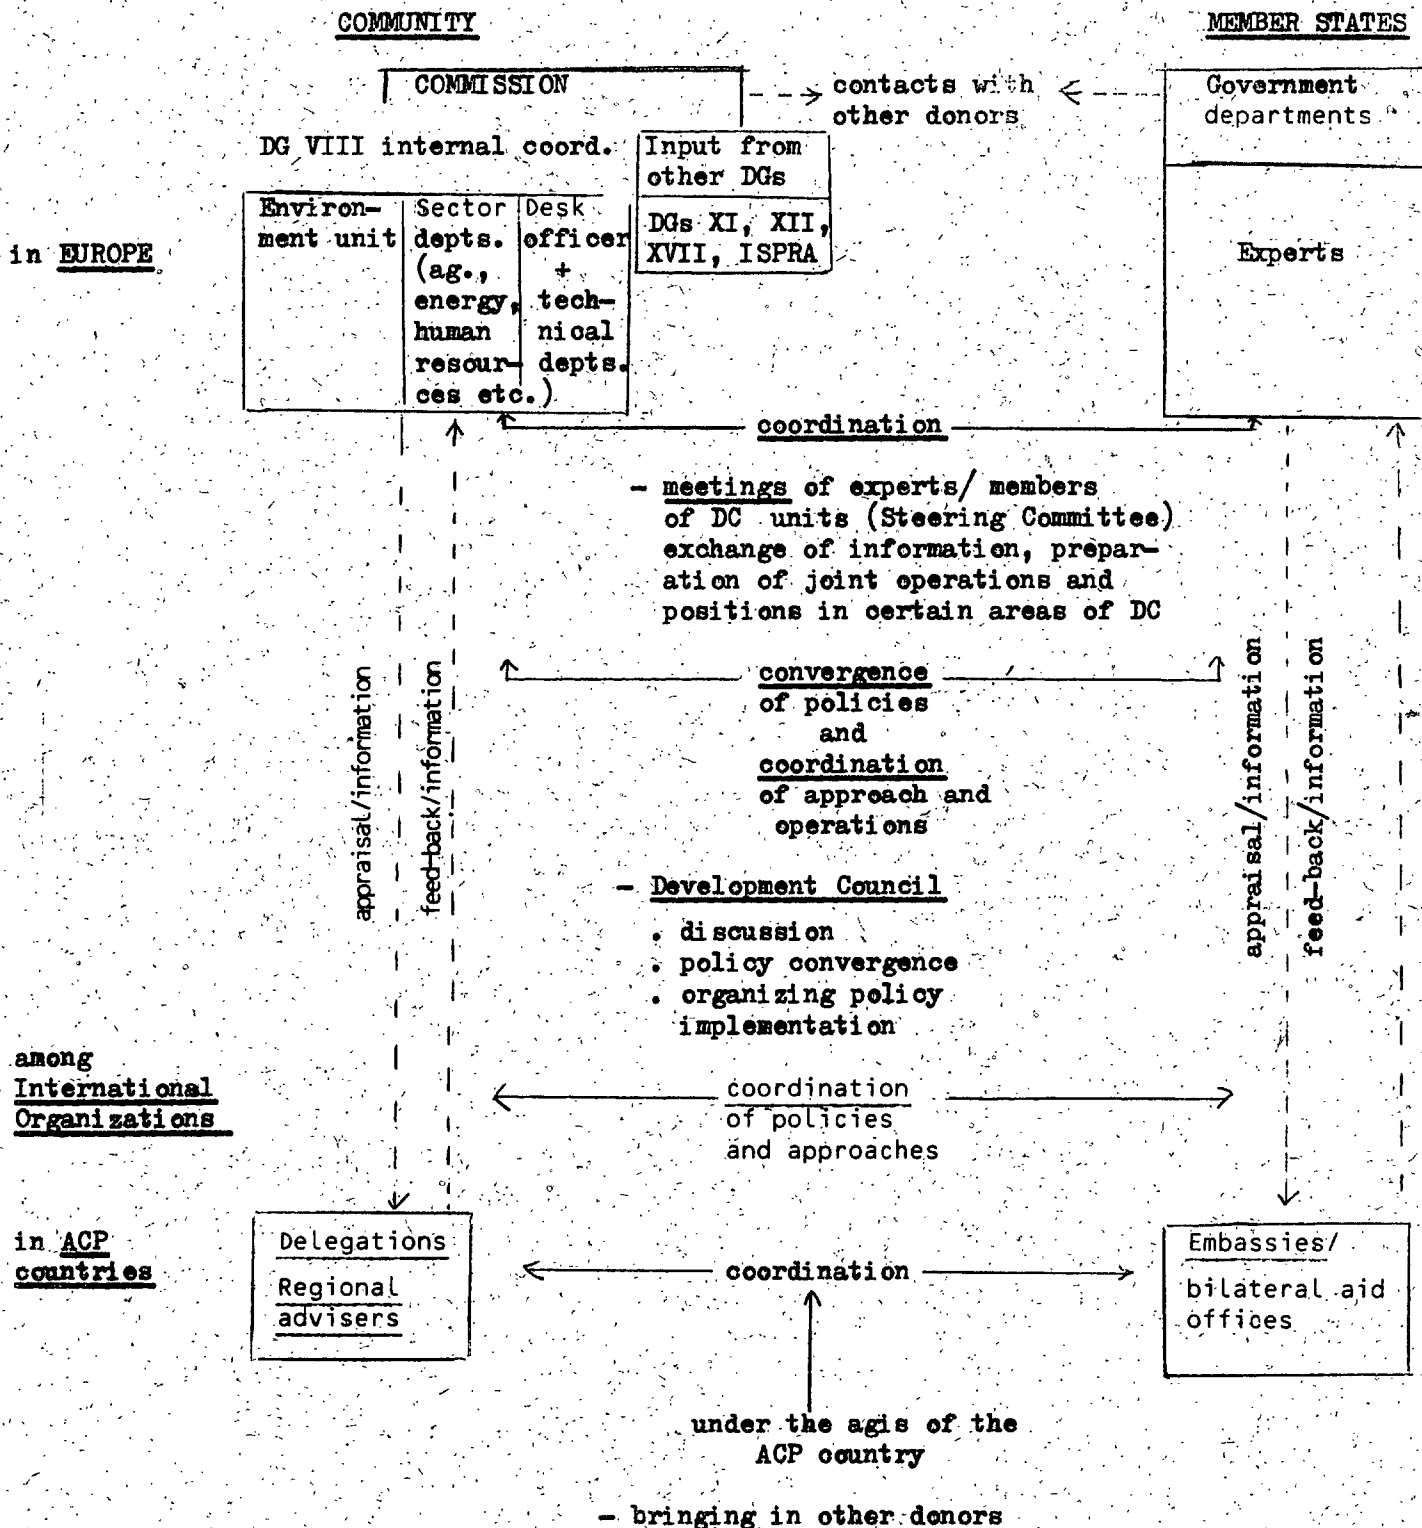 COMMUNITY
MEMBER STATES
COMMISSION
contacts with
other donors
Government
departments
DG VIII internal coord.
Input from
other DGs
DGs XI, XII,
XVII, ISPRA
in EUROPE
Environ-
ment unit
Sector
depts.
(ag.,
energy,
human
resour-
ces etc.)
Desk
officer
+
tech-
nical
depts.
Experts
coordination
- meetings of experts/ members
of DC units (Steering Committee)
exchange of information, prepar-
ation of joint operations and
positions in certain areas of DC
convergence
of policies
and
coordination
of approach and
operations
appraisal/information
feed-back/information
appraisal/information
feed-back/information
- Development Council
. discussion
. policy convergence
. organizing policy
implementation
among
International
Organizations
coordination
of policies
and approaches
in ACP
countries
Delegations
Regional
advisers
coordination
Embassies/
bilateral aid
offices
under the agis of the
ACP country
- bringing in other donors